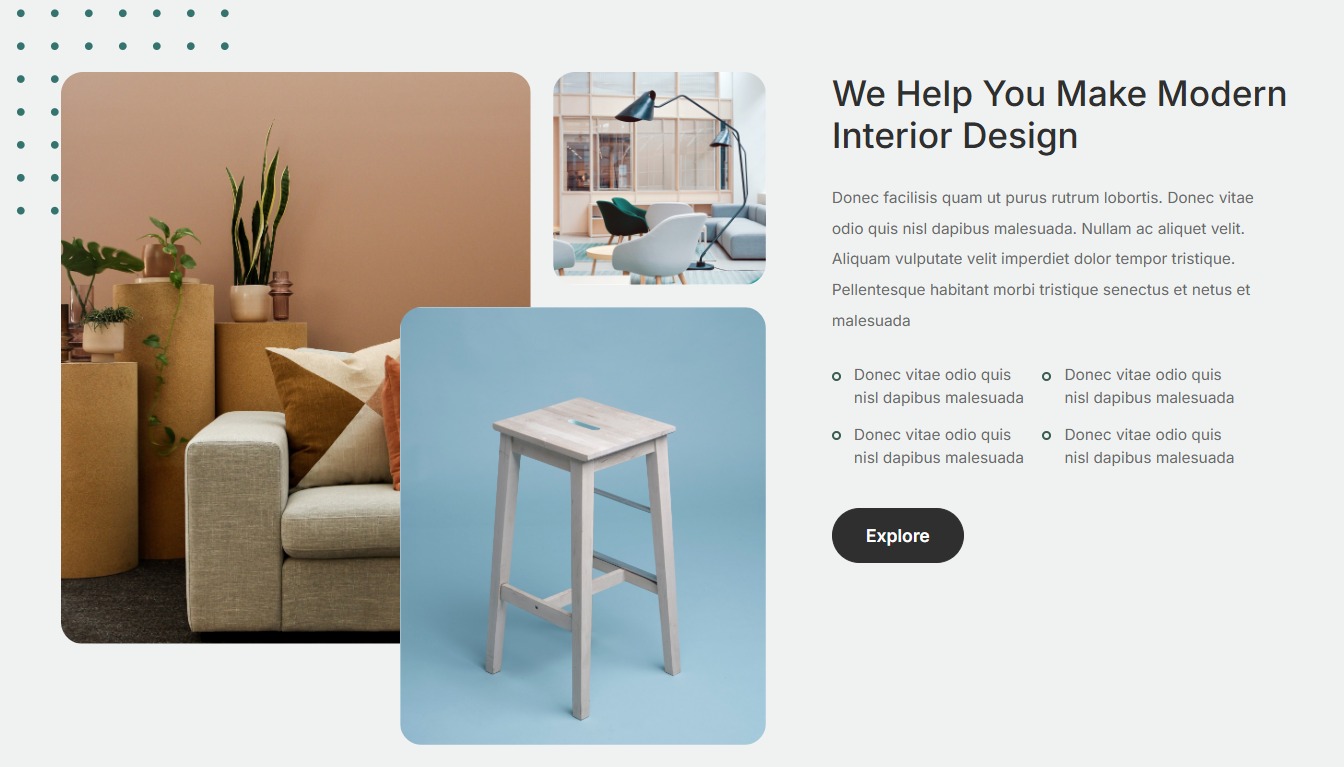 We Help You Make Modern
Interior Design
Donec facilisis quam ut purus rutrum lobortis. Donec vitae
odio quis nisl dapibus malesuada. Nullam ac aliquet velit.
Aliquam vulputate velit imperdiet dolor tempor tristique.
Pellentesque habitant morbi tristique senectus et netus et
malesuada
Donec vitae odio quis
nisl dapibus malesuada
Donec vitae odio quis
nisl dapibus malesuada
Donec vitae odio quis
nisl dapibus malesuada
Donec vitae odio quis
nisl dapibus malesuada
Explore